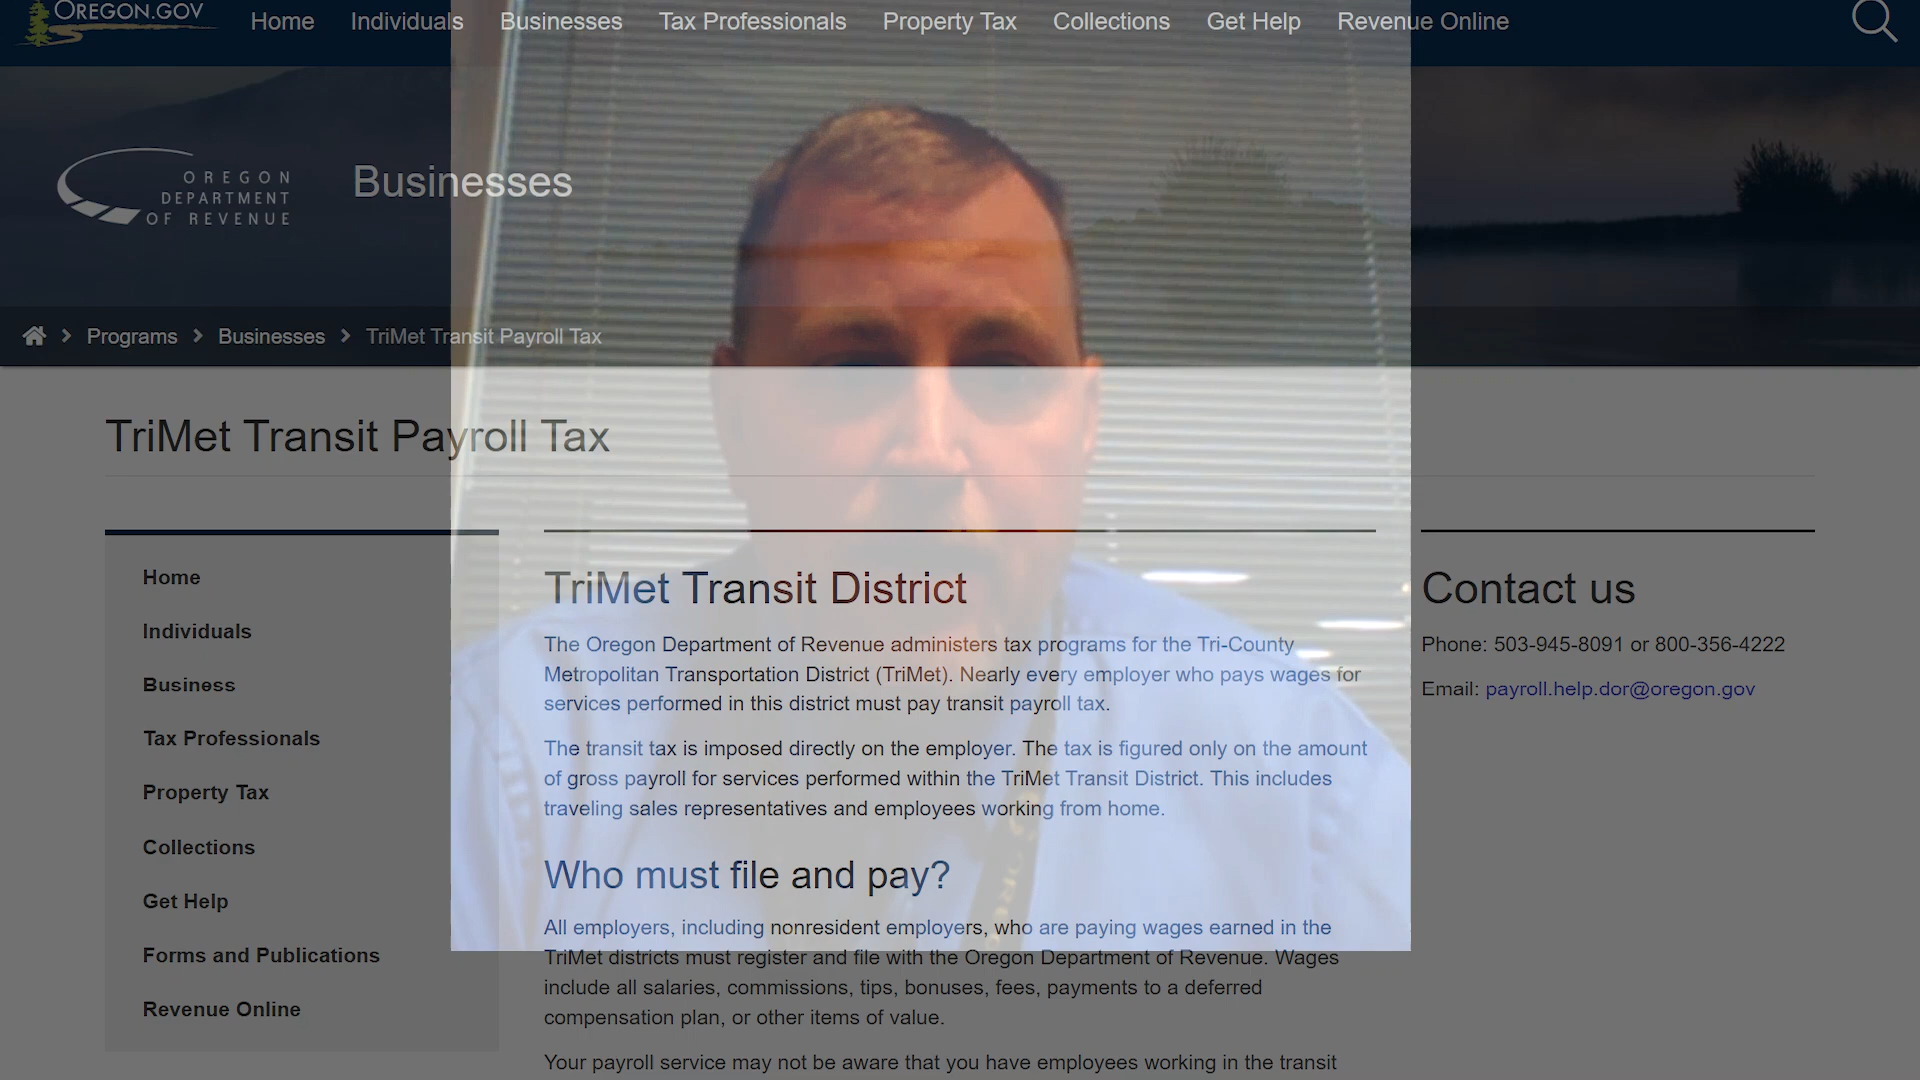 OREGON.GOV
Home Individuals Businesses Tax Professionals Property Tax Collections Get Help Revenue Online
OREGON
DEPARTMENT
OF REVENUE
Businesses
Programs Businesses TriMet Transit Payroll Tax
TriMet Transit Payroll Tax
Home
Individuals
Business
Tax Professionals
Property Tax
Collections
Get Help
Forms and Publications
Revenue Online
TriMet Transit District
The Oregon Department of Revenue administers tax programs for the Tri-County
Metropolitan Transportation District (TriMet). Nearly every employer who pays wages for
services performed in this district must pay transit payroll tax.
The transit tax is imposed directly on the employer. The tax is figured only on the amount
of gross payroll for services performed within the TriMet Transit District. This includes
traveling sales representatives and employees working from home.
Who must file and pay?
All employers, including nonresident employers, who are paying wages earned in the
TriMet districts must register and file with the Oregon Department of Revenue. Wages
include all salaries, commissions, tips, bonuses, fees, payments to a deferred
compensation plan, or other items of value.
Your payroll service may not be aware that you have employees working in the transit
Contact us
Phone: 503-945-8091 or 800-356-4222
Email: payroll.help.dor@oregon.gov